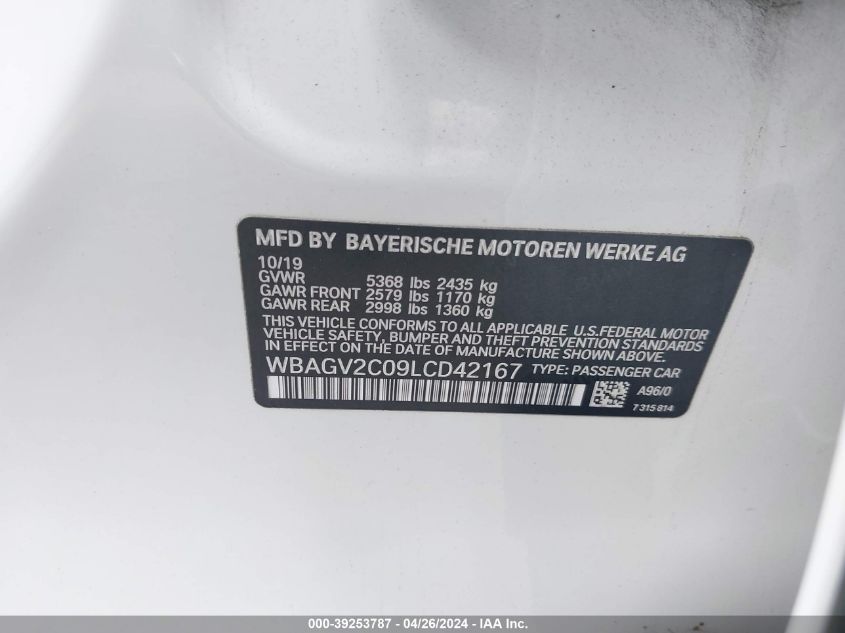 MFD BY BAYERISCHE MOTOREN WERKE AG
10/19
GVWR 5368 lbs 2435 kg
GAWR FRONT 2579 lbs 1170 kg
GAWR REAR 2998 lbs 1360 kg
THIS VEHICLE CONFORMS TO ALL APPLICABLE U.S.FEDERAL MOTOR
VEHICLE SAFETY, BUMPER AND THEFT PREVENTION STANDARDS
IN EFFECT ON THE DATE OF MANUFACTURE SHOWN ABOVE.
WBAGV2C09LCD42167 TYPE: PASSENGER CAR
A96/0
7315814
000-39253787 - 04/26/2024 - IAA Inc.